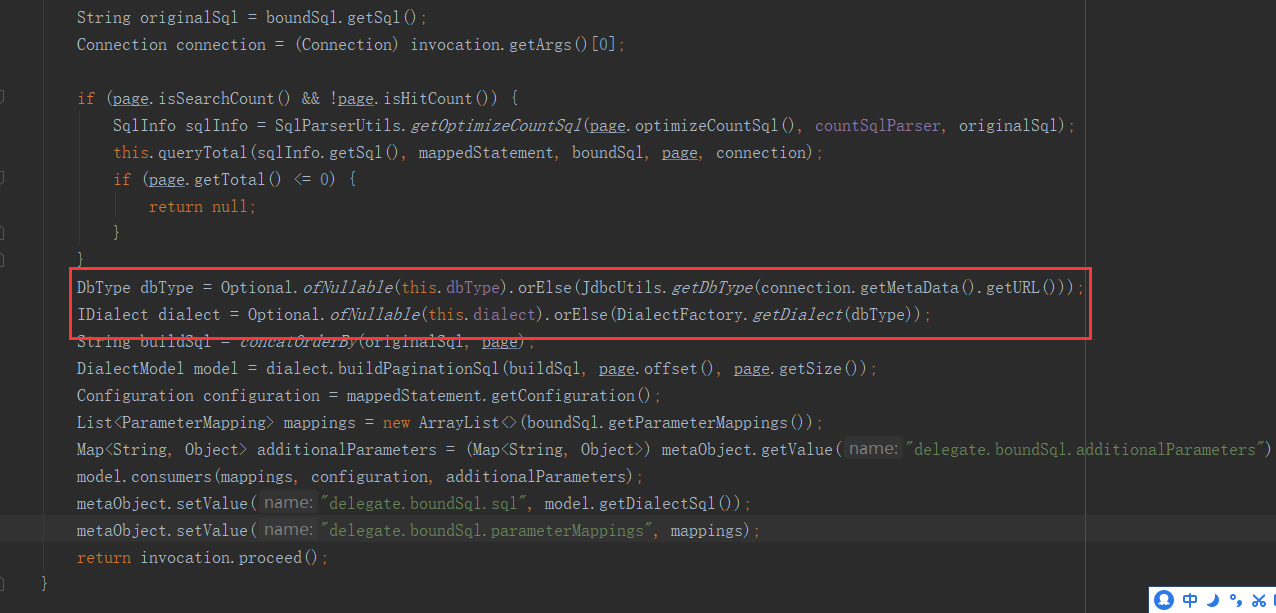 String originalSql = boundSql.getSql();
Connection connection = (Connection) invocation.getArgs()[0];
if (page.isSearchCount() && !page.isHitCount()) {
SqlInfo sqlInfo = SqlParserUtils.getOptimizeCountSql(page.optimizeCountSql(), countSqlParser, originalSql);
this.queryTotal(sqlInfo.getSql(), mappedStatement, boundSql, page, connection);
if (page.getTotal() <= 0) {
return null;
}
}
DbType dbType = Optional.ofNullable(this.dbType).orElse(JdbcUtils.getDbType(connection.getMetaData().getURL()));
IDialect dialect = Optional.ofNullable(this.dialect).orElse(DialectFactory.getDialect(dbType));
String buildSql = concatOrderBy(originalSql, page);
DialectModel model = dialect.buildPaginationSql(buildSql, page.offset(), page.getSize());
Configuration configuration = mappedStatement.getConfiguration();
List<ParameterMapping> mappings = new ArrayList<>(boundSql.getParameterMappings());
Map<String, Object> additionalParameters = (Map<String, Object>) metaObject.getValue( name: "delegate.boundSql.additionalParameters")
model.consumers(mappings, configuration, additionalParameters);
metaObject.setValue( name: "delegate.boundSql.sql", model.getDialectSql());
metaObject.setValue( name: "delegate.boundSql.parameterMappings", mappings);
return invocation.proceed();
}
中